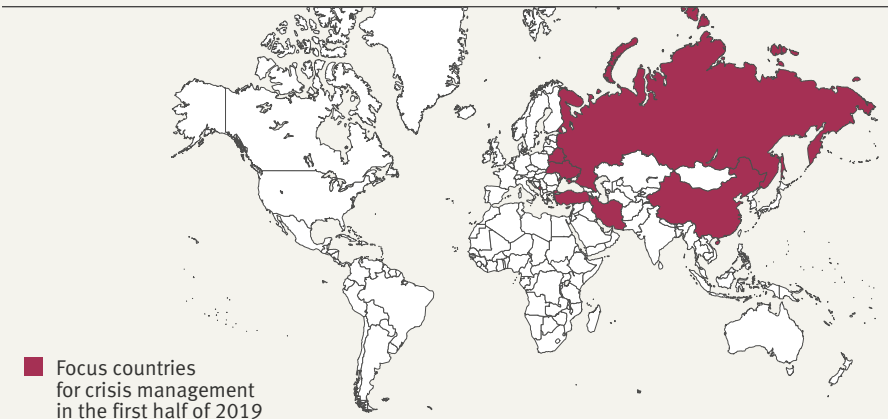 Focus countries
for crisis management
in the first half of 2019